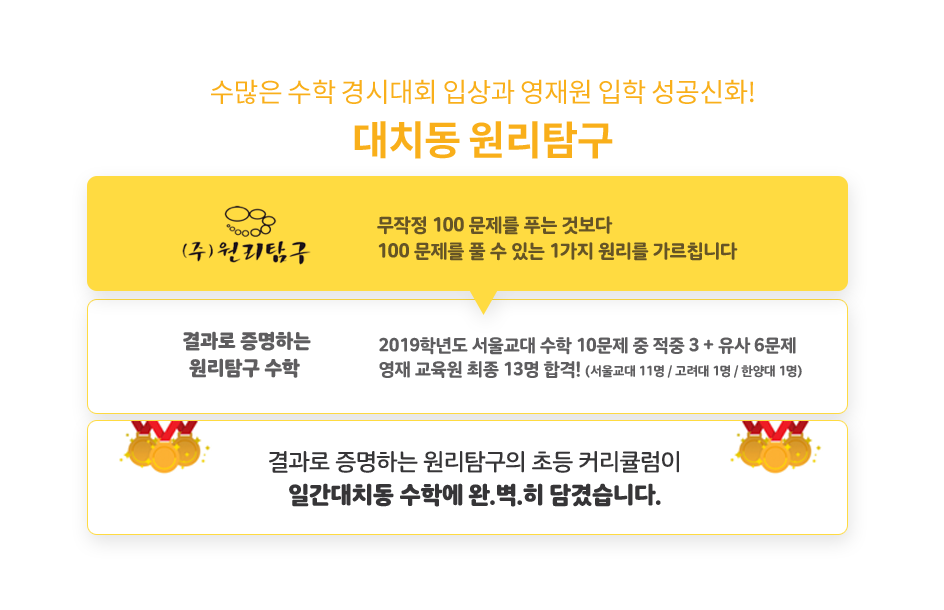 수많은 수학 경시대회 입상과 영재원 입학 성공신화!
대치동 원리탐구
(주)원리탐구
무작정 100 문제를 푸는 것보다
100 문제를 풀 수 있는 1가지 원리를 가르칩니다
결과로 증명하는
원리탐구 수학
2019학년도 서울교대 수학 10문제 중 적중 3 + 유사 6문제
영재 교육원 최종 13명 합격! (서울교대 11명 / 고려대 1명 / 한양대 1명)
결과로 증명하는 원리탐구의 초등 커리큘럼이
일간대치동 수학에 완.벽.히 담겼습니다.